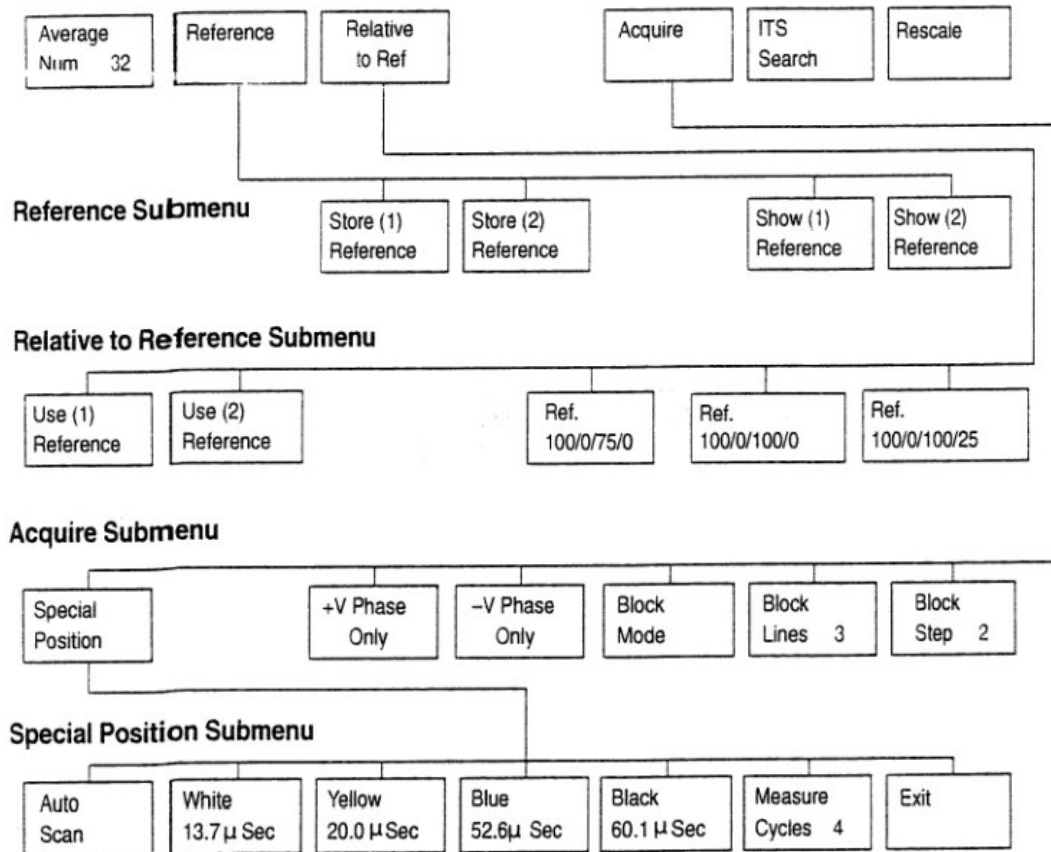 Average
Num 32
Reference
Relative
to Ref
Acquire
ITS
Search
Rescale
Reference Submenu
Store (1)
Reference
Store (2)
Reference
Show (1)
Reference
Show (2)
Reference
Relative to Reference Submenu
Use (1)
Reference
Use (2)
Reference
Ref.
100/0/75/0
Ref.
100/0/100/0
Ref.
100/0/100/25
Acquire Submenu
Special
Position
+V Phase
Only
–V Phase
Only
Block
Mode
Block
Lines 3
Block
Step 2
Special Position Submenu
Auto
Scan
White
13.7 µ Sec
Yellow
20.0 µ Sec
Blue
52.6µ Sec
Black
60.1 µ Sec
Measure
Cycles 4
Exit